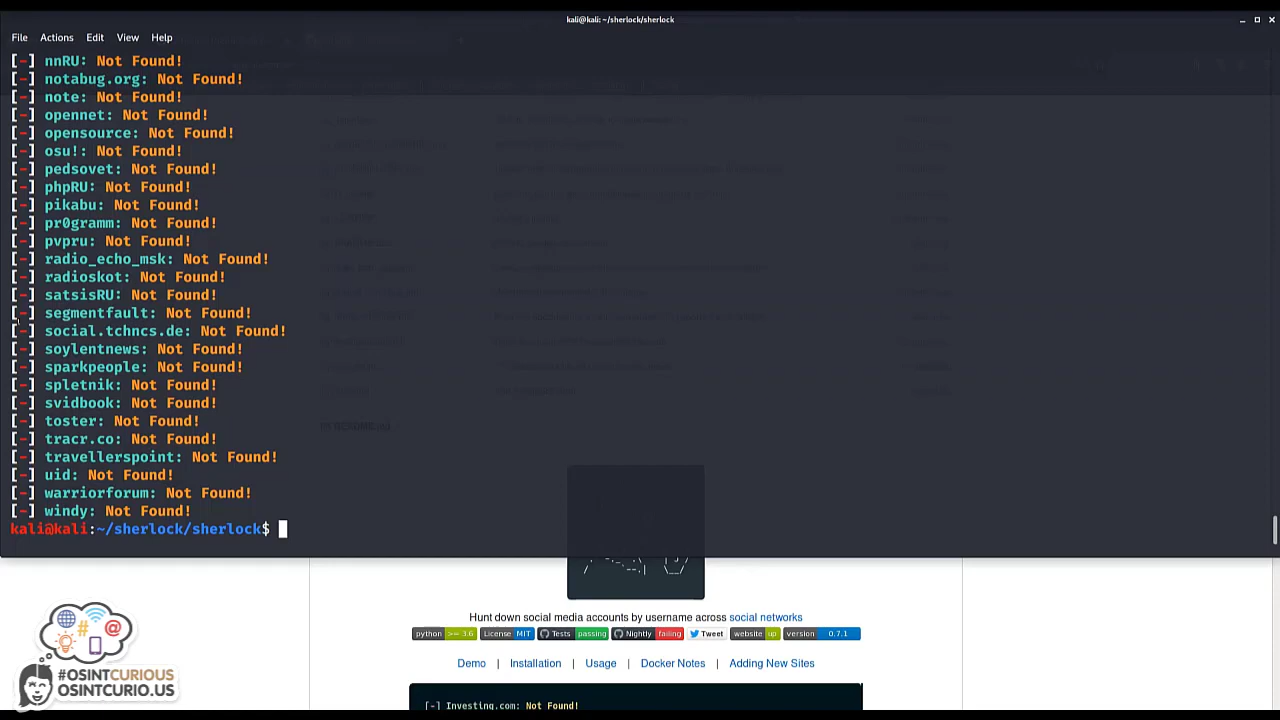 kali@kali: ~/sherlock/sherlock
File Actions Edit View Help
[-] nnRU: Not Found!
[-] notabug.org: Not Found!
[-] note: Not Found!
[-] opennet: Not Found!
[-] opensource: Not Found!
[-] osu!: Not Found!
[-] pedsovet: Not Found!
[-] phpRU: Not Found!
[-] pikabu: Not Found!
[-] pr0gramm: Not Found!
[-] pvpru: Not Found!
[-] radio_echo_msk: Not Found!
[-] radioskot: Not Found!
[-] satsisRU: Not Found!
[-] segmentfault: Not Found!
[-] social.tchncs.de: Not Found!
[-] soylentnews: Not Found!
[-] sparkpeople: Not Found!
[-] spletnik: Not Found!
[-] svidbook: Not Found!
[-] toster: Not Found!
[-] tracr.co: Not Found!
[-] travellerspoint: Not Found!
[-] uid: Not Found!
[-] warriorforum: Not Found!
[-] windy: Not Found!
kali@kali:~/sherlock/sherlock$
Hunt down social media accounts by username across social networks
python >= 3.6 License MIT Tests passing Nightly failing Tweet website up version 0.7.1
Demo | Installation | Usage | Docker Notes | Adding New Sites
[-] Investing.com: Not Found!
#OSINTCURIOUS
OSINTCURIO.US